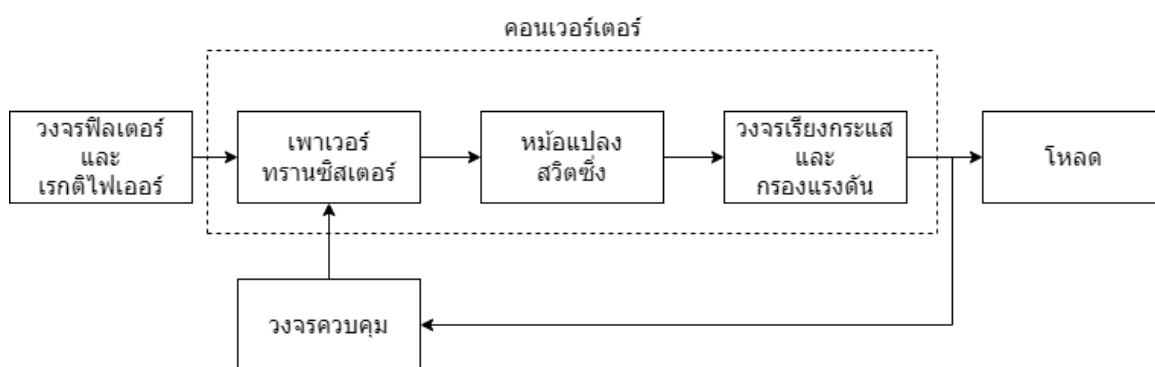 คอนเวอร์เตอร์
วงจรฟิลเตอร์
และ
เรกติไฟเออร์
เพาเวอร์
ทรานซิสเตอร์
หม้อแปลง
สวิตซิ่ง
วงจรเรียงกระแส
และ
กรองแรงดัน
โหลด
วงจรควบคุม